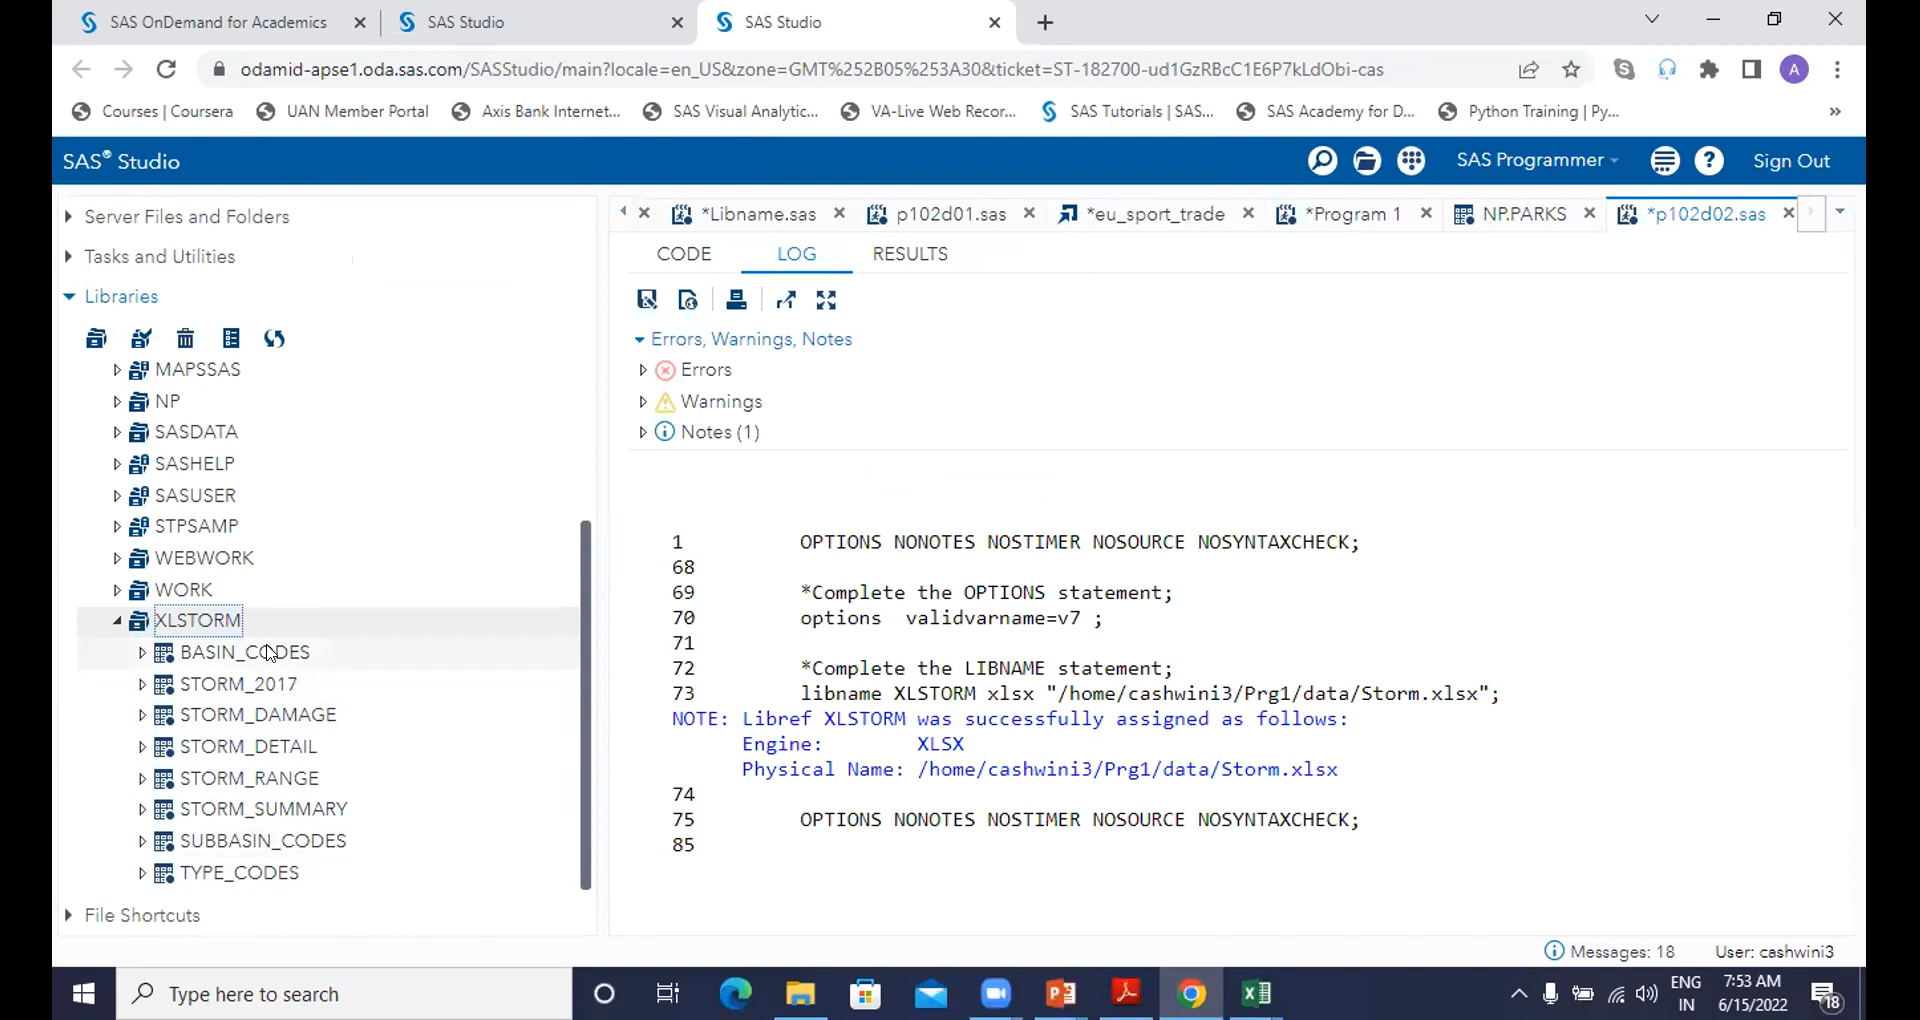 SAS OnDemand for Academics
SAS Studio
SAS Studio
odamid-apse1.oda.sas.com/SASStudio/main?locale=en_US&zone=GMT%252B05%253A30&ticket=ST-182700-ud1GzRBcC1E6P7kLdObi-cas
A
Courses | Coursera
UAN Member Portal
Axis Bank Internet...
SAS Visual Analytic...
VA-Live Web Recor...
SAS Tutorials | SAS...
SAS Academy for D...
Python Training | Py...
SAS® Studio
SAS Programmer
Sign Out
Server Files and Folders
Tasks and Utilities
Libraries
MAPSSAS
NP
SASDATA
SASHELP
SASUSER
STPSAMP
WEBWORK
WORK
XLSTORM
BASIN_CODES
STORM_2017
STORM_DAMAGE
STORM_DETAIL
STORM_RANGE
STORM_SUMMARY
SUBBASIN_CODES
TYPE_CODES
File Shortcuts
*Libname.sas
p102d01.sas
*eu_sport_trade
*Program 1
NP.PARKS
*p102d02.sas
CODE
LOG
RESULTS
Errors, Warnings, Notes
Errors
Warnings
Notes (1)
1 OPTIONS NONOTES NOSTIMER NOSOURCE NOSYNTAXCHECK;
68
69 *Complete the OPTIONS statement;
70 options validvarname=v7 ;
71
72 *Complete the LIBNAME statement;
73 libname XLSTORM xlsx "/home/cashwini3/Prg1/data/Storm.xlsx";
NOTE: Libref XLSTORM was successfully assigned as follows:
Engine: XLSX
Physical Name: /home/cashwini3/Prg1/data/Storm.xlsx
74
75 OPTIONS NONOTES NOSTIMER NOSOURCE NOSYNTAXCHECK;
85
Messages: 18
User: cashwini3
Type here to search
ENG
IN
7:53 AM
6/15/2022
18